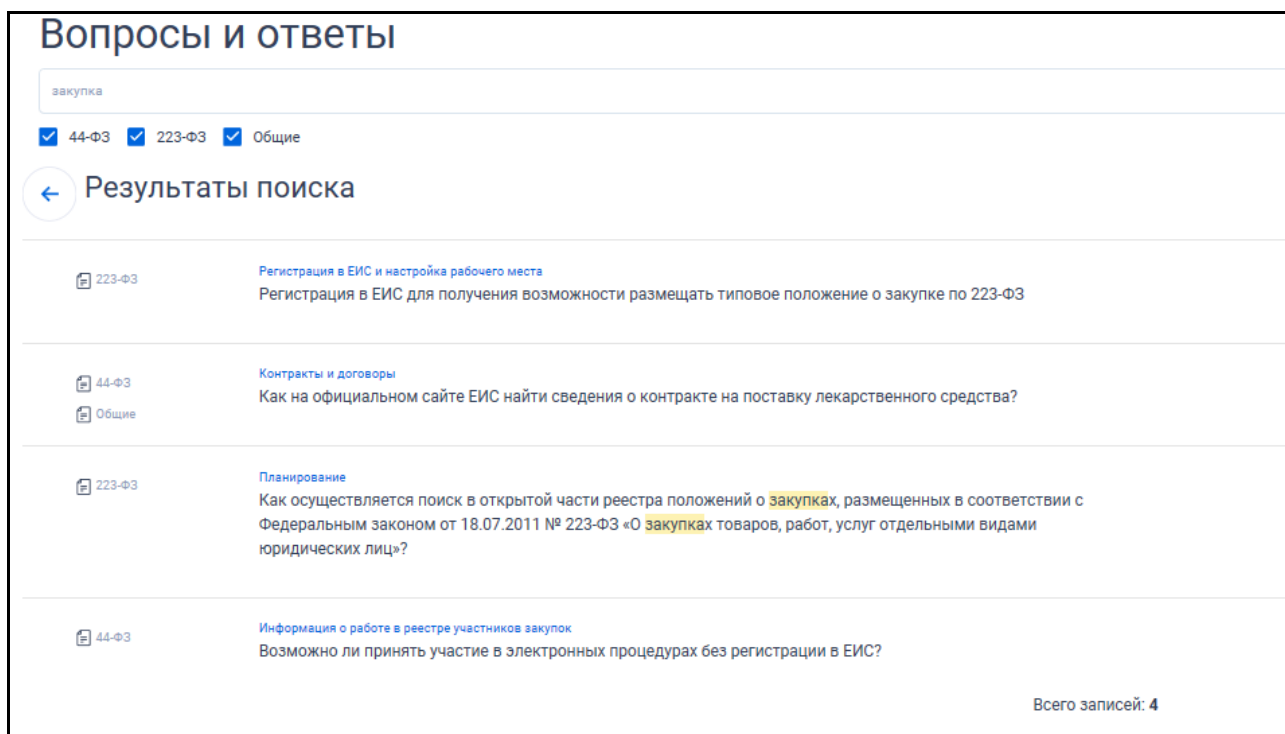 Вопросы и ответы
закупка
44-ФЗ 223-ФЗ Общие
Результаты поиска
223-ФЗ
Регистрация в ЕИС и настройка рабочего места
Регистрация в ЕИС для получения возможности размещать типовое положение о закупке по 223-ФЗ
44-ФЗ
Общие
Контракты и договоры
Как на официальном сайте ЕИС найти сведения о контракте на поставку лекарственного средства?
223-ФЗ
Планирование
Как осуществляется поиск в открытой части реестра положений о закупках, размещенных в соответствии с
Федеральным законом от 18.07.2011 № 223-ФЗ «О закупках товаров, работ, услуг отдельными видами
юридических лиц»?
44-ФЗ
Информация о работе в реестре участников закупок
Возможно ли принять участие в электронных процедурах без регистрации в ЕИС?
Всего записей: 4